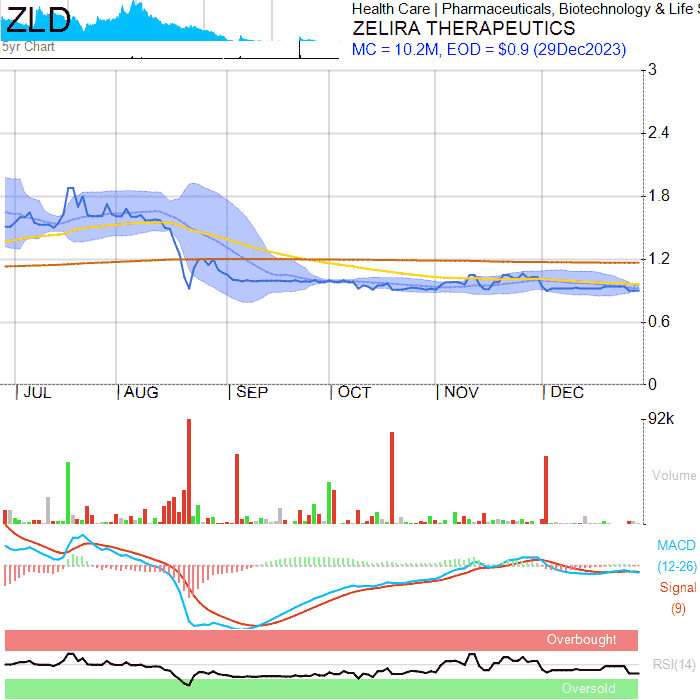 ZLD
5yr Chart
Health Care | Pharmaceuticals, Biotechnology & Life S
ZELIRA THERAPEUTICS
MC = 10.2M, EOD = $0.9 (29Dec2023)
3
2.4
1.8
1.2
0.6
0
JUL AUG SEP OCT NOV DEC
92k
Volume
MACD
(12-26)
Signal
(9)
Overbought
RSI(14)
Oversold